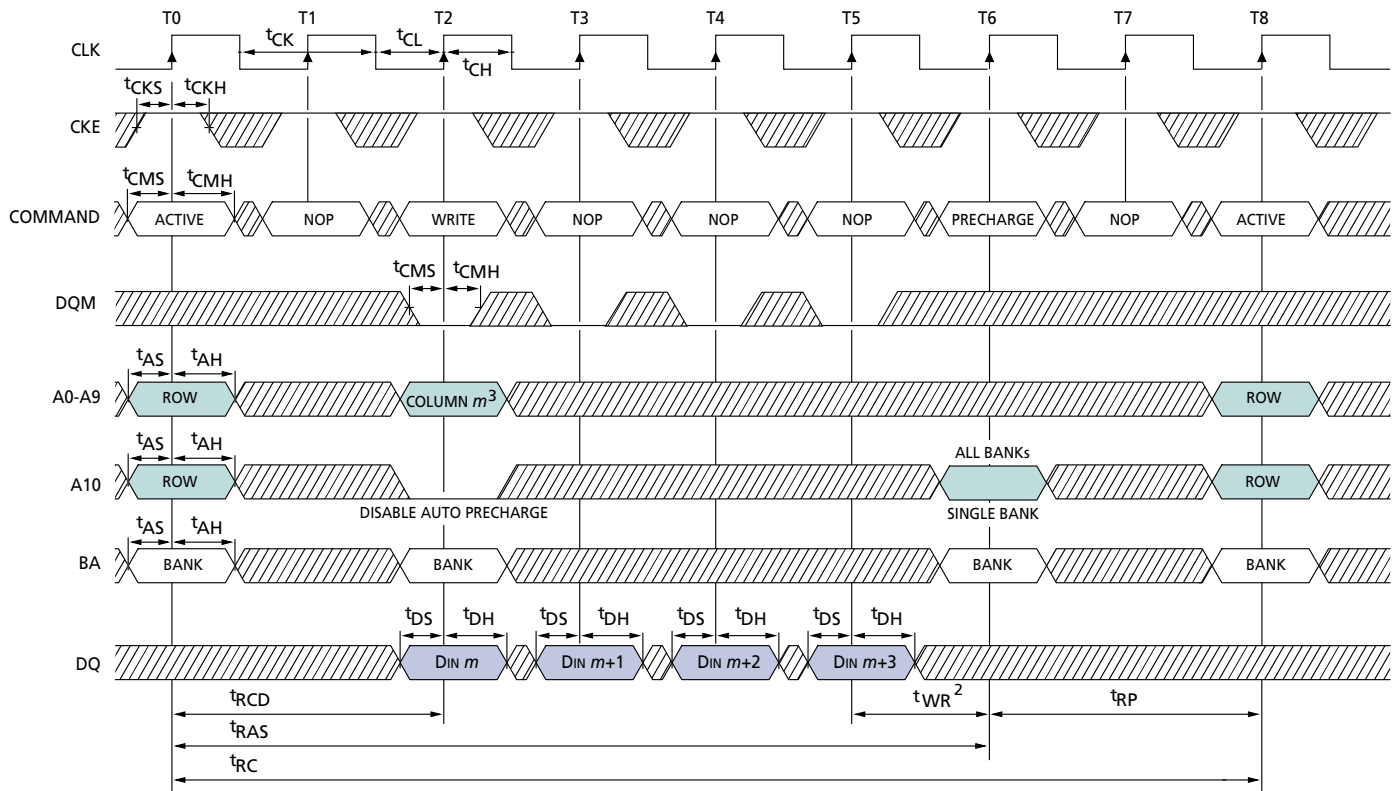 T0 T1 T2 T3 T4 T5 T6 T7 T8
CLK
tCK tCL
tCH
tCKS tCKH
CKE
tCMS tCMH
COMMAND ACTIVE NOP WRITE NOP NOP NOP PRECHARGE NOP ACTIVE
tCMS tCMH
DQM
tAS tAH
A0-A9 ROW COLUMN m³ ROW
tAS tAH
ALL BANKs
A10 ROW ROW
DISABLE AUTO PRECHARGE SINGLE BANK
tAS tAH
BA BANK BANK BANK BANK
tDS tDH tDS tDH tDS tDH tDS tDH
DQ DIN m DIN m+1 DIN m+2 DIN m+3
tRCD tWR² tRP
tRAS
tRC